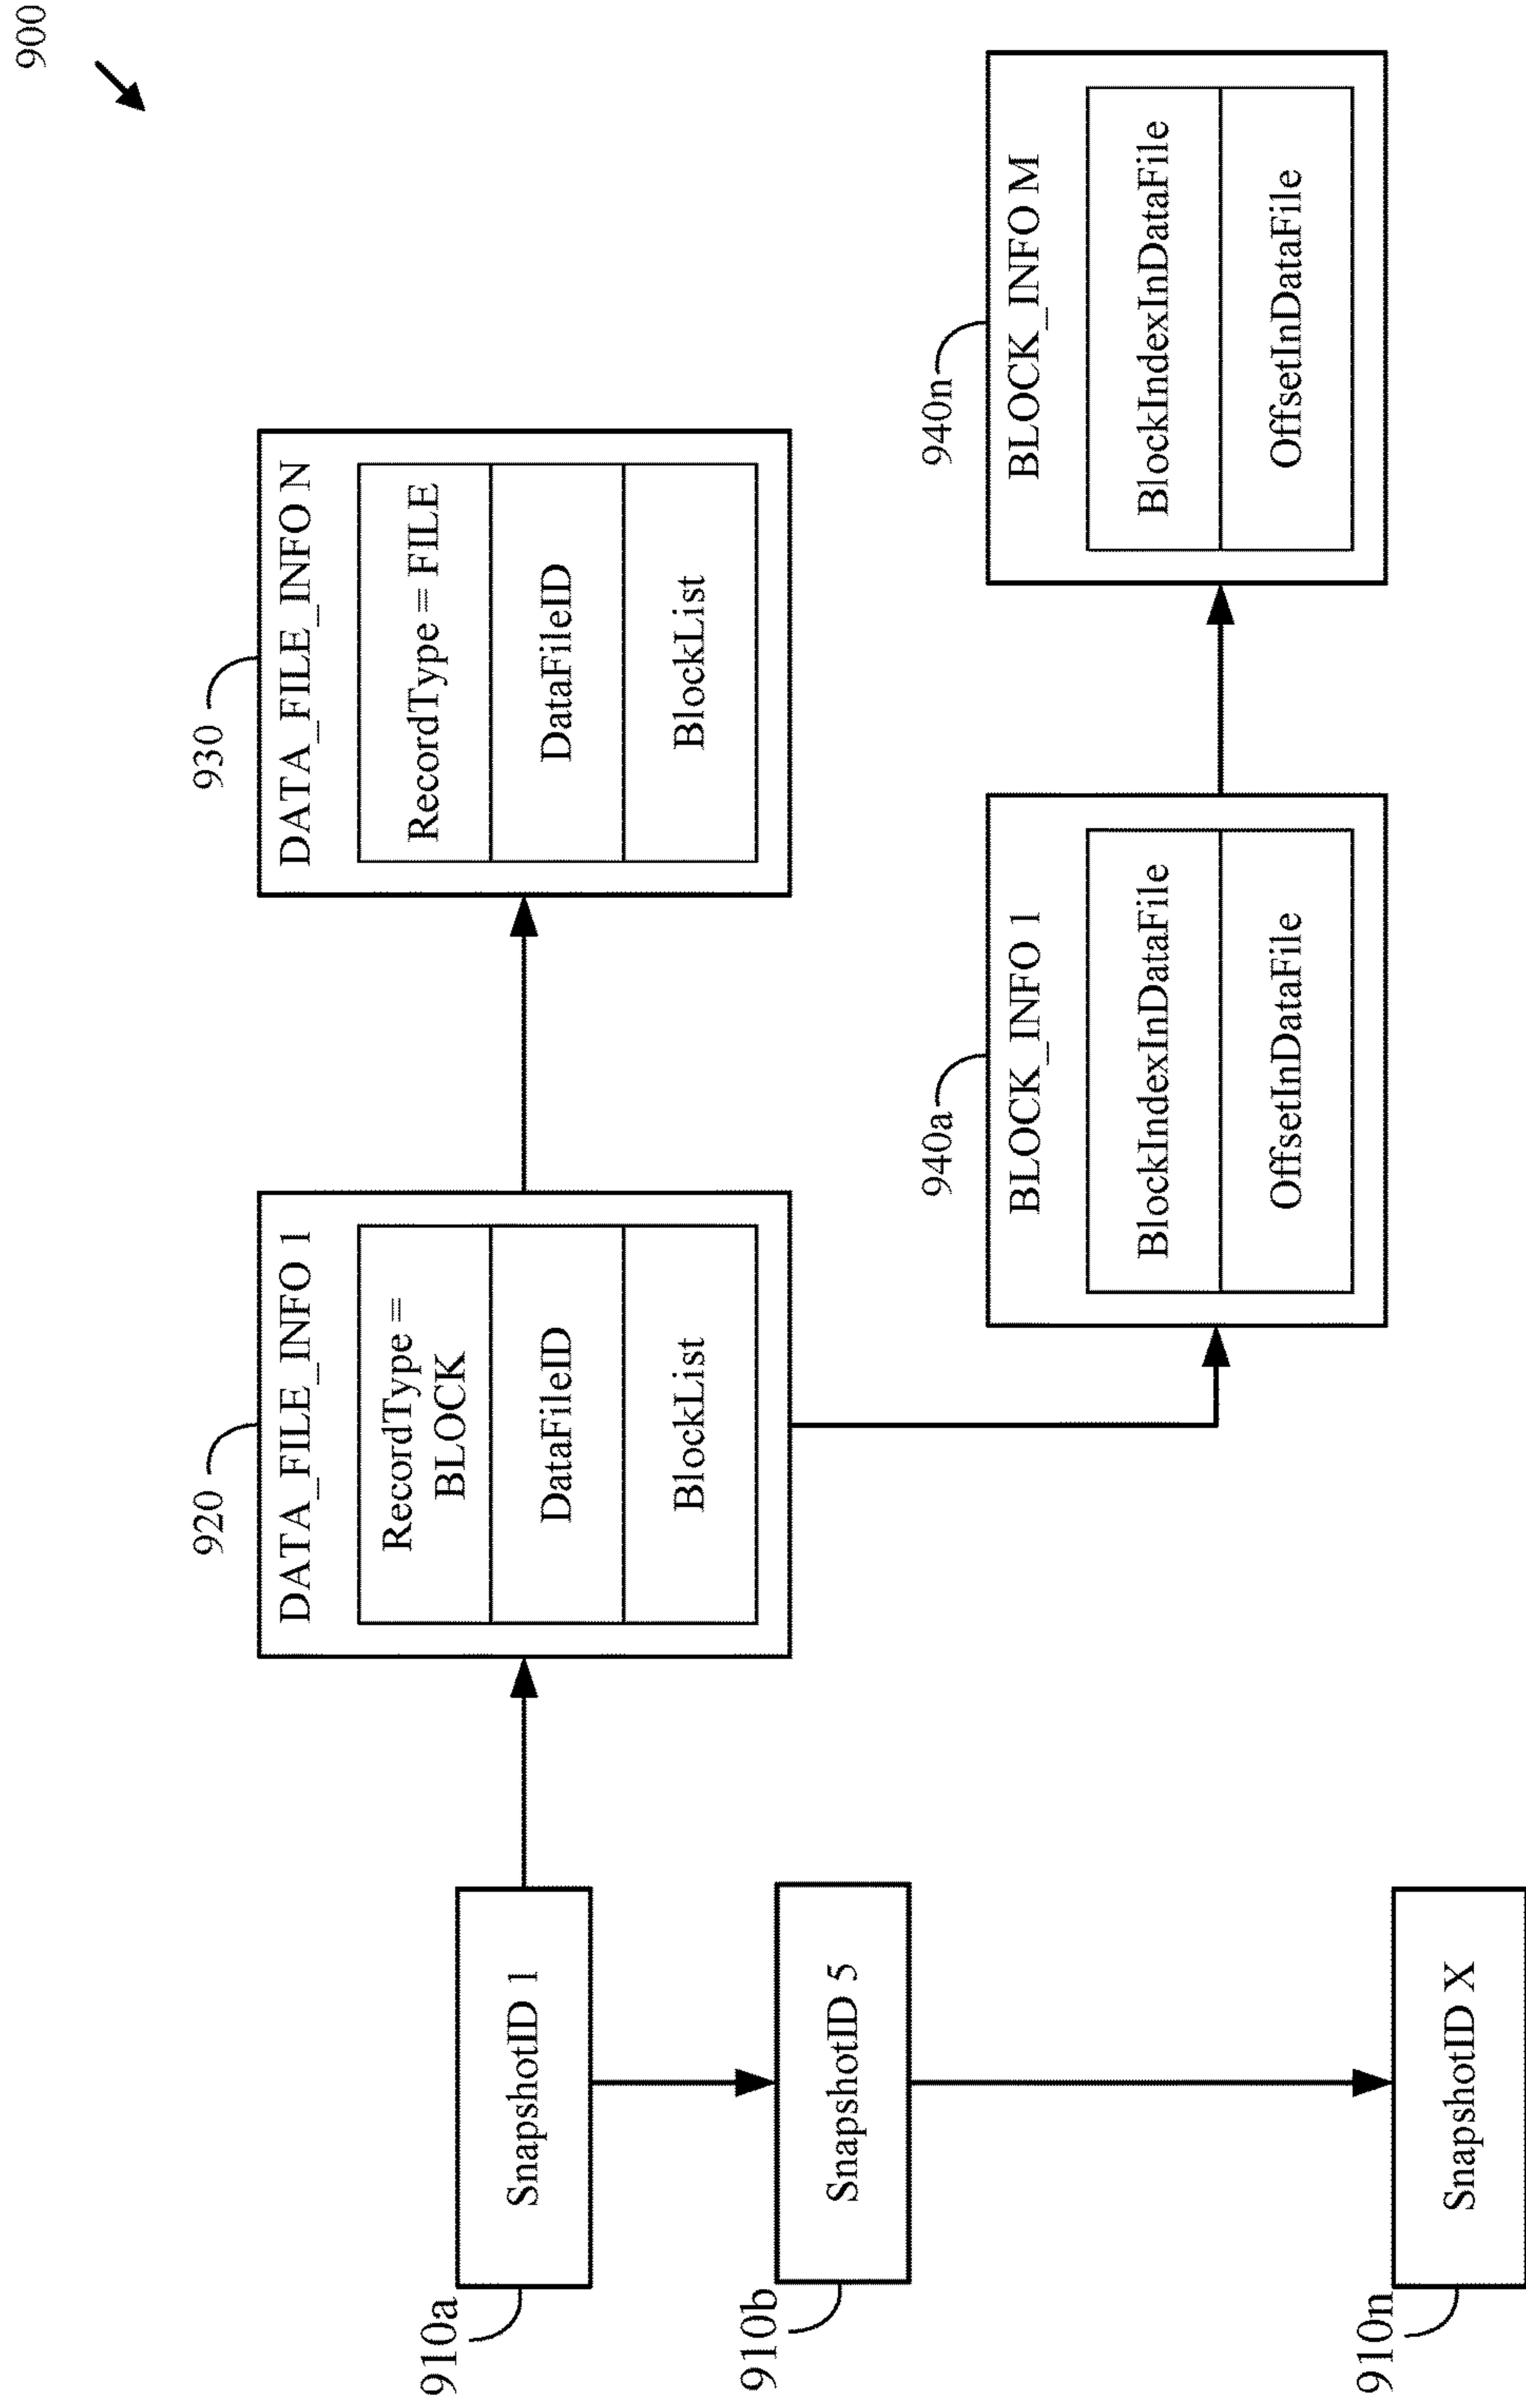 900
920
DATA_FILE_INFO 1
RecordType =
BLOCK
DataFileID
BlockList
930
DATA_FILE_INFO N
RecordType = FILE
DataFileID
BlockList
910a
SnapshotID 1
910b
SnapshotID 5
910n
SnapshotID X
940a
BLOCK_INFO 1
BlockIndexInDataFile
OffsetInDataFile
940n
BLOCK_INFO M
BlockIndexInDataFile
OffsetInDataFile